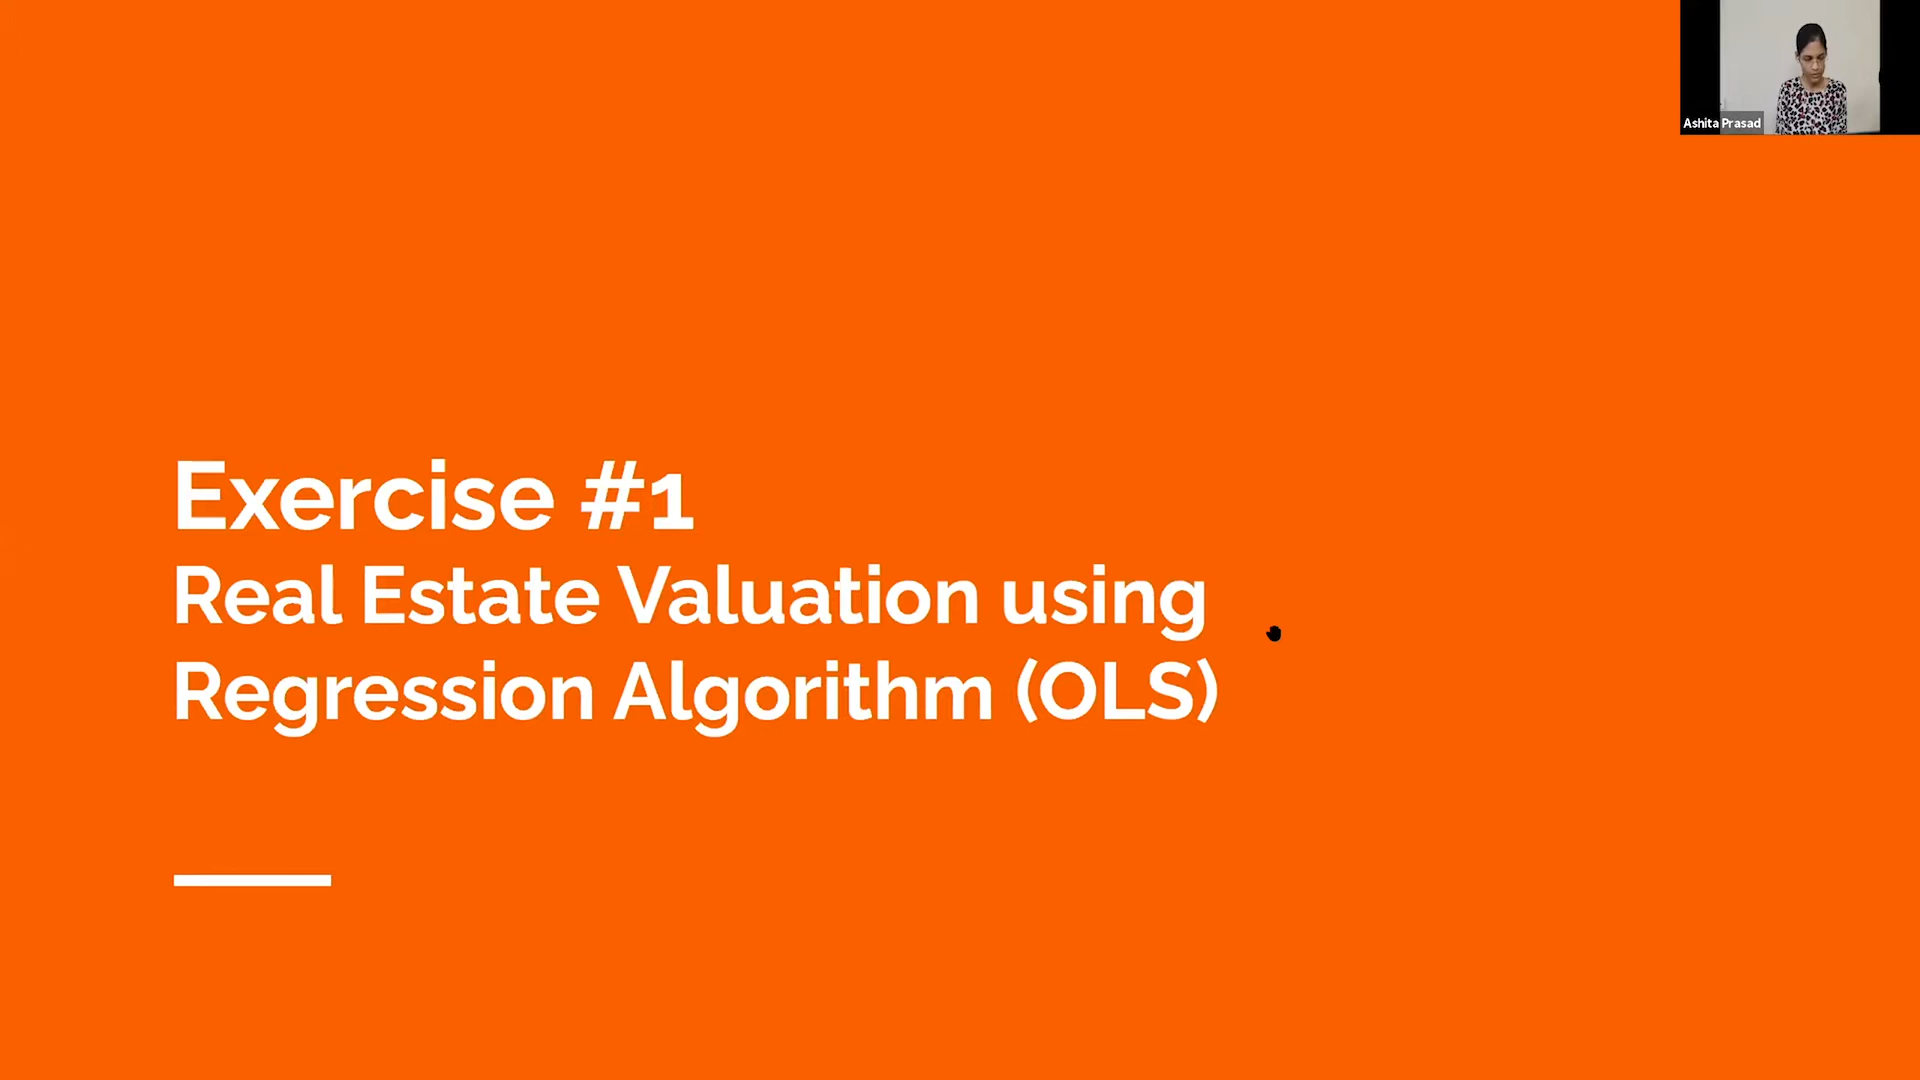 Ashita Prasad
Exercise #1
Real Estate Valuation using
Regression Algorithm (OLS)